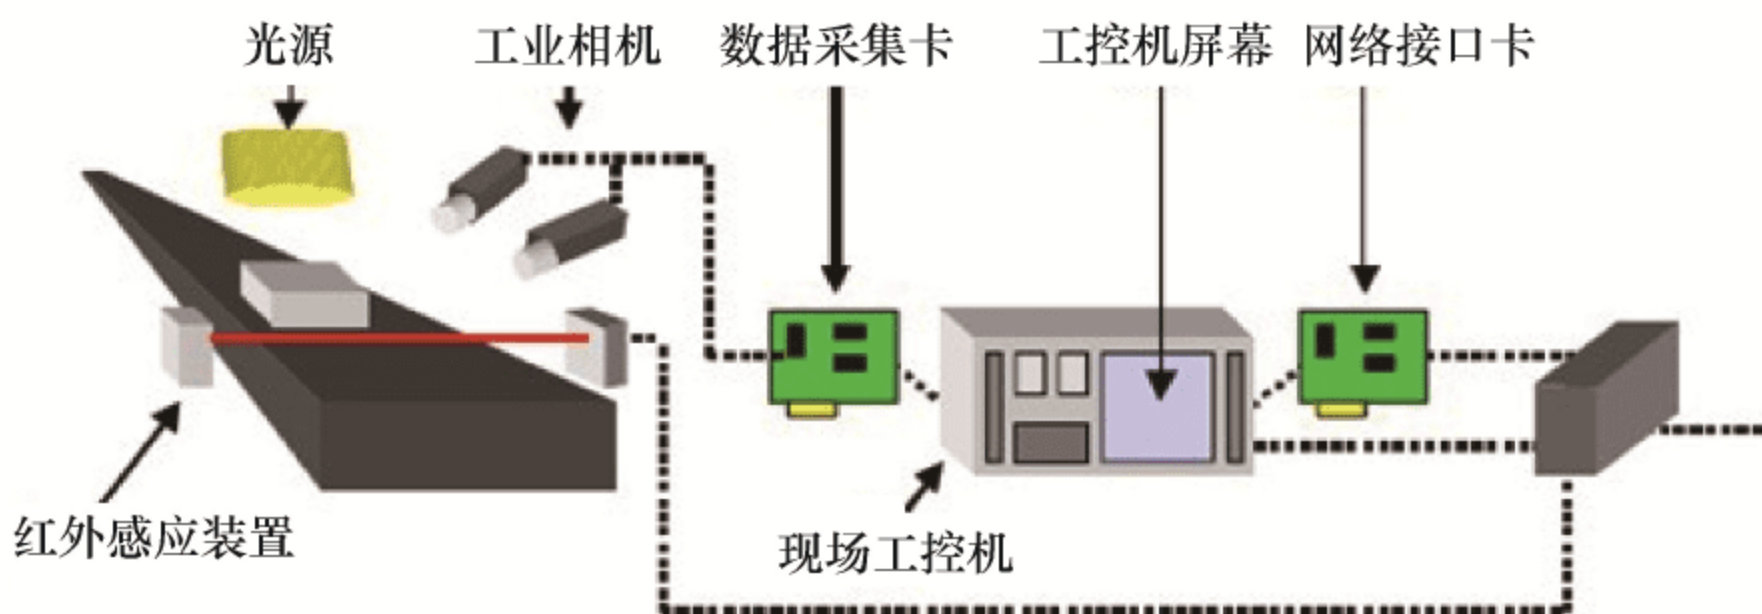 光源
工业相机
数据采集卡
工控机屏幕
网络接口卡
红外感应装置
现场工控机